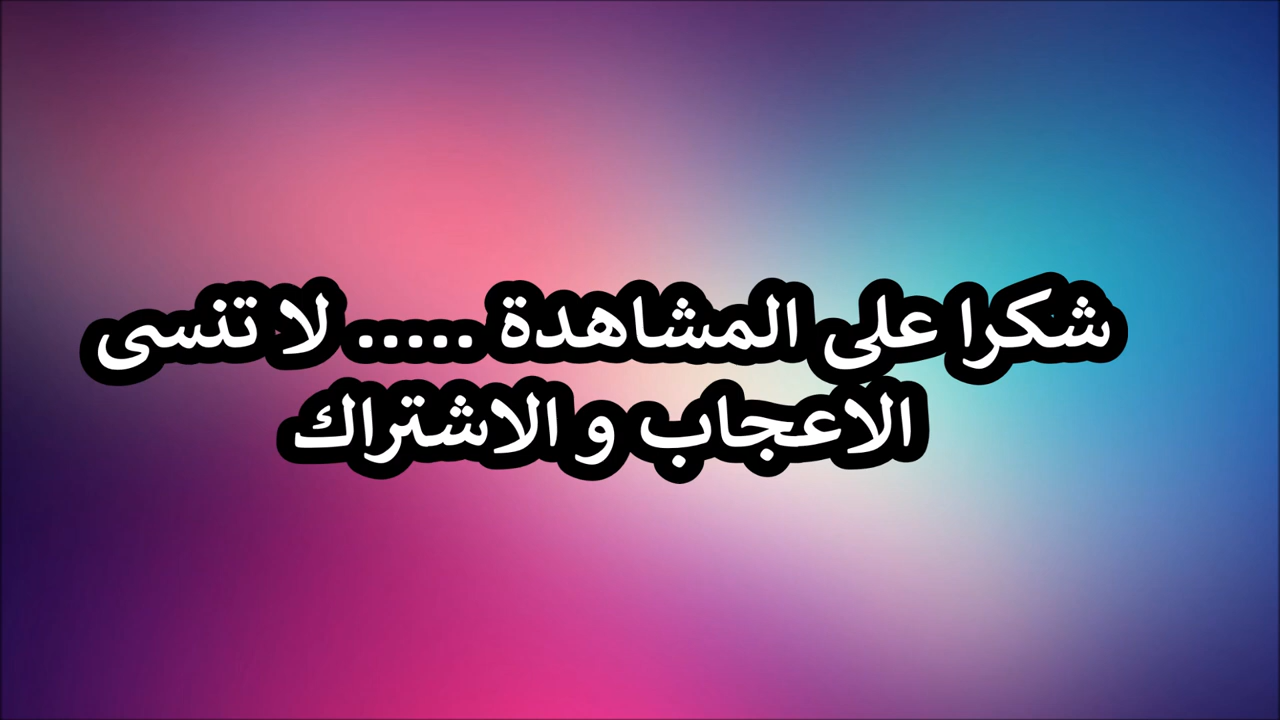 شكرا على المشاهدة ..... لا تنسى
الاعجاب و الاشتراك